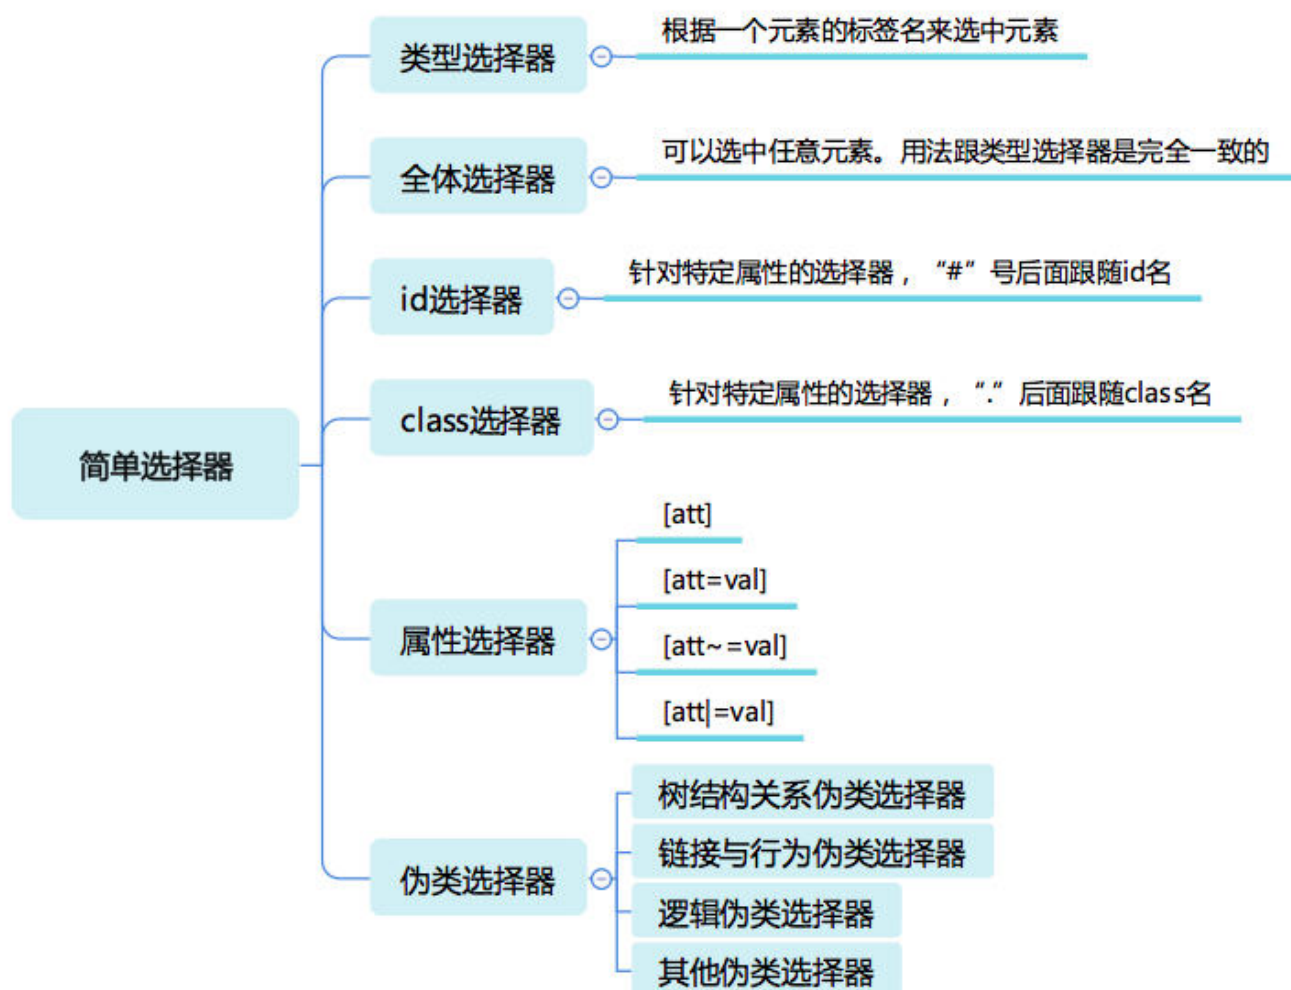 简单选择器
类型选择器
根据一个元素的标签名来选中元素
全体选择器
可以选中任意元素。用法跟类型选择器是完全一致的
id选择器
针对特定属性的选择器，“#”号后面跟随id名
class选择器
针对特定属性的选择器，“.”后面跟随class名
属性选择器
[att]
[att=val]
[att~=val]
[att|=val]
伪类选择器
树结构关系伪类选择器
链接与行为伪类选择器
逻辑伪类选择器
其他伪类选择器